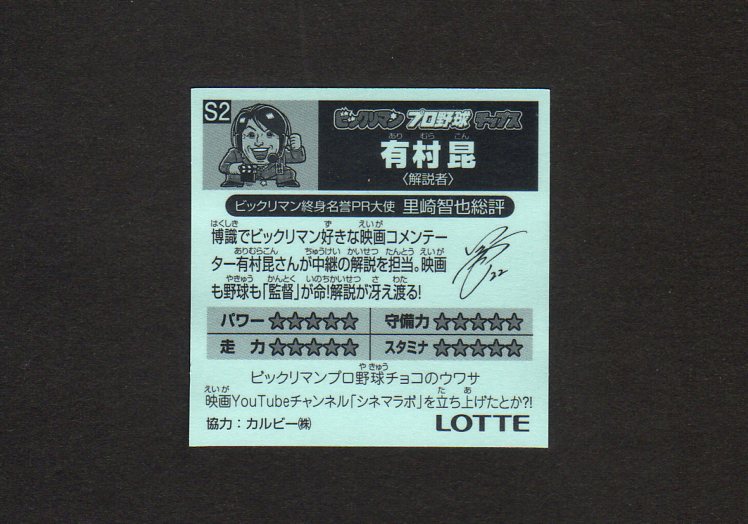 S2
ビックリマン プロ野球 チップス
あり むら こん
有村昆
〈解説者〉
ビックリマン終身名誉PR大使 里崎智也総評
はくしき ず えいが
博識でビックリマン好きな映画コメンテー
ありむらこん ちゅうけい かいせつ たんとう えいが
ター有村昆さんが中継の解説を担当。映画
やきゅう かんとく いのちかいせつ さ わた
も野球も「監督」が命!解説が冴え渡る!
22
パワー★★★★★ 守備力★★★★★
走 力★★★★★ スタミナ★★★★★
やきゅう
ビックリマンプロ野球チョコのウワサ
えいが た あ
映画YouTubeチャンネル「シネマラボ」を立ち上げたとか?!
協力:カルビー㈱ LOTTE